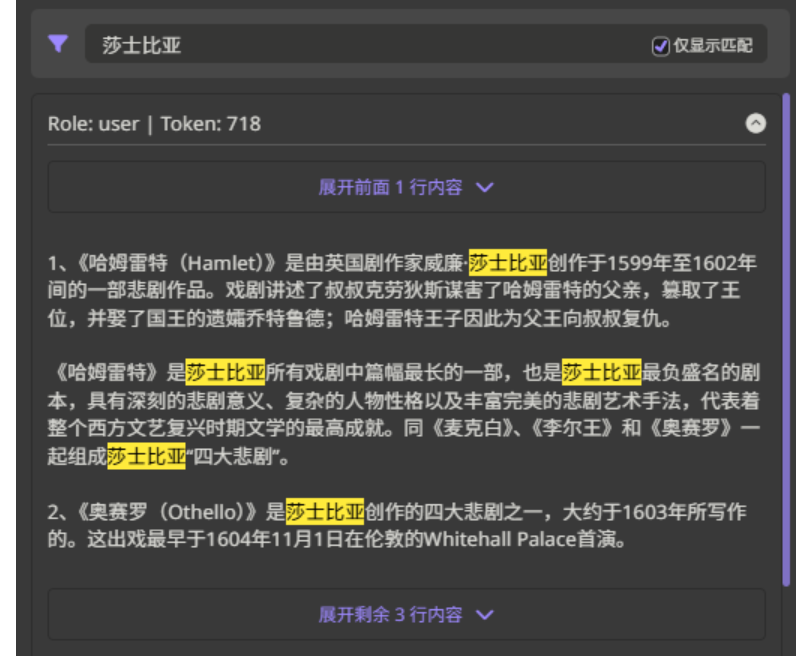 莎士比亚
仅显示匹配
Role: user | Token: 718
展开前面 1 行内容
1、《哈姆雷特（Hamlet）》是由英国剧作家威廉·莎士比亚创作于1599年至1602年
间的一部悲剧作品。戏剧讲述了叔叔克劳狄斯谋害了哈姆雷特的父亲，篡取了王
位，并娶了国王的遗孀乔特鲁德；哈姆雷特王子因此为父王向叔叔复仇。
《哈姆雷特》是莎士比亚所有戏剧中篇幅最长的一部，也是莎士比亚最负盛名的剧
本，具有深刻的悲剧意义、复杂的人物性格以及丰富完美的悲剧艺术手法，代表着
整个西方文艺复兴时期文学的最高成就。同《麦克白》、《李尔王》和《奥赛罗》一
起组成莎士比亚“四大悲剧”。
2、《奥赛罗（Othello）》是莎士比亚创作的四大悲剧之一，大约于1603年所写作
的。这出戏最早于1604年11月1日在伦敦的Whitehall Palace首演。
展开剩余 3 行内容